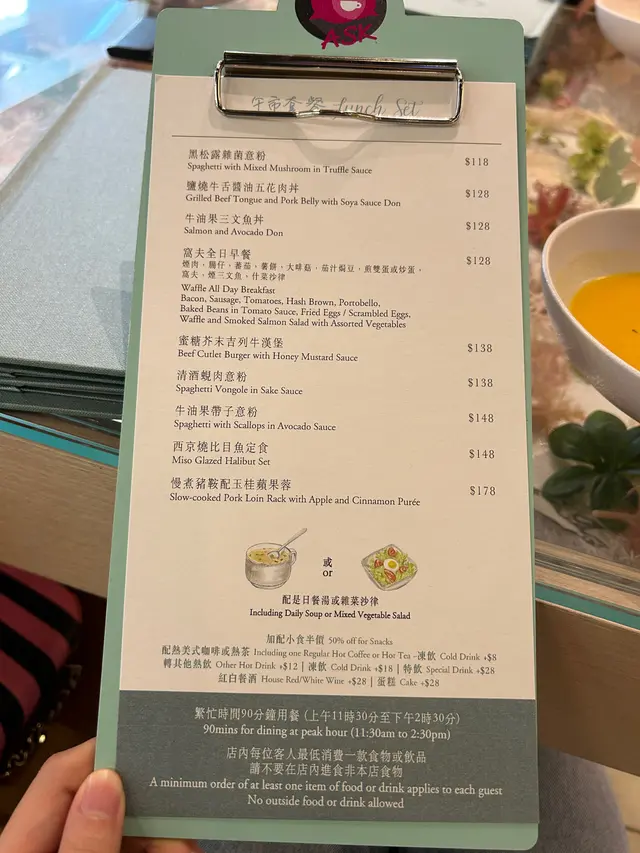 ASK
午市套餐 Lunch Set
黑松露雜菌意粉
Spaghetti with Mixed Mushroom in Truffle Sauce
$118
鹽燒牛舌醬油五花肉丼
Grilled Beef Tongue and Pork Belly with Soya Sauce Don
$128
牛油果三文魚丼
Salmon and Avocado Don
$128
窩夫全日早餐
煙肉，腸仔，蕃茄，薯餅，大啡菇，茄汁焗豆，煎雙蛋或炒蛋，
窩夫，煙三文魚，什菜沙律
$128
Waffle All Day Breakfast
Bacon, Sausage, Tomatoes, Hash Brown, Portobello,
Baked Beans in Tomato Sauce, Fried Eggs / Scrambled Eggs,
Waffle and Smoked Salmon Salad with Assorted Vegetables
蜜糖芥末吉列牛漢堡
Beef Cutlet Burger with Honey Mustard Sauce
$138
清酒蜆肉意粉
Spaghetti Vongole in Sake Sauce
$138
牛油果帶子意粉
Spaghetti with Scallops in Avocado Sauce
$148
西京燒比目魚定食
Miso Glazed Halibut Set
$148
慢煮豬鞍配玉桂蘋果蓉
Slow-cooked Pork Loin Rack with Apple and Cinnamon Purée
$178
或
or
配是日餐湯或雜菜沙律
Including Daily Soup or Mixed Vegetable Salad
加配小食半價 50% off for Snacks
配熱美式咖啡或熱茶 Including one Regular Hot Coffee or Hot Tea -凍飲 Cold Drink +$8
轉其他熱飲 Other Hot Drink +$12 | 凍飲 Cold Drink +$18 | 特飲 Special Drink +$28
紅白餐酒 House Red/White Wine +$28 | 蛋糕 Cake +$28
繁忙時間90分鐘用餐 (上午11時30分至下午2時30分)
90mins for dining at peak hour (11:30am to 2:30pm)
店內每位客人最低消費一款食物或飲品
請不要在店內進食非本店食物
A minimum order of at least one item of food or drink applies to each guest
No outside food or drink allowed